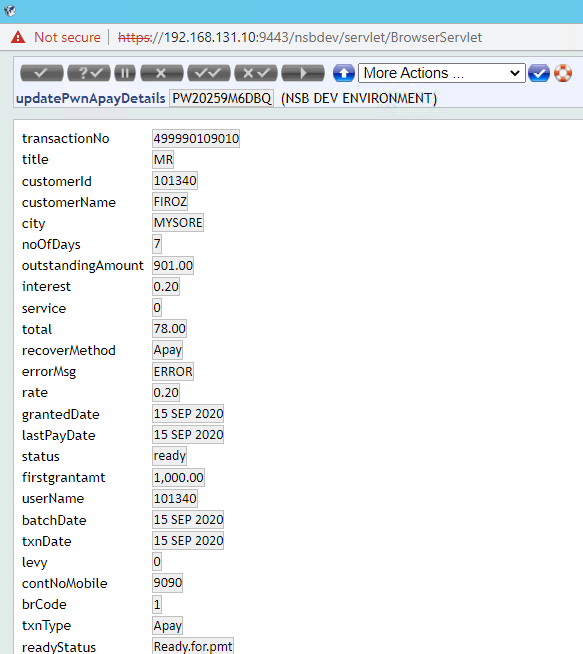 Not secure | https://192.168.131.10:9443/nsbdev/servlet/BrowserServlet
More Actions ...
updatePwnApayDetails PW20259M6DBQ (NSB DEV ENVIRONMENT)
transactionNo 499990109010
title MR
customerId 101340
customerName FIROZ
city MYSORE
noOfDays 7
outstandingAmount 901.00
interest 0.20
service 0
total 78.00
recoverMethod Apay
errorMsg ERROR
rate 0.20
grantedDate 15 SEP 2020
lastPayDate 15 SEP 2020
status ready
firstgrantamt 1,000.00
userName 101340
batchDate 15 SEP 2020
txnDate 15 SEP 2020
levy 0
contNoMobile 9090
brCode 1
txnType Apay
readyStatus Ready.for.pmt